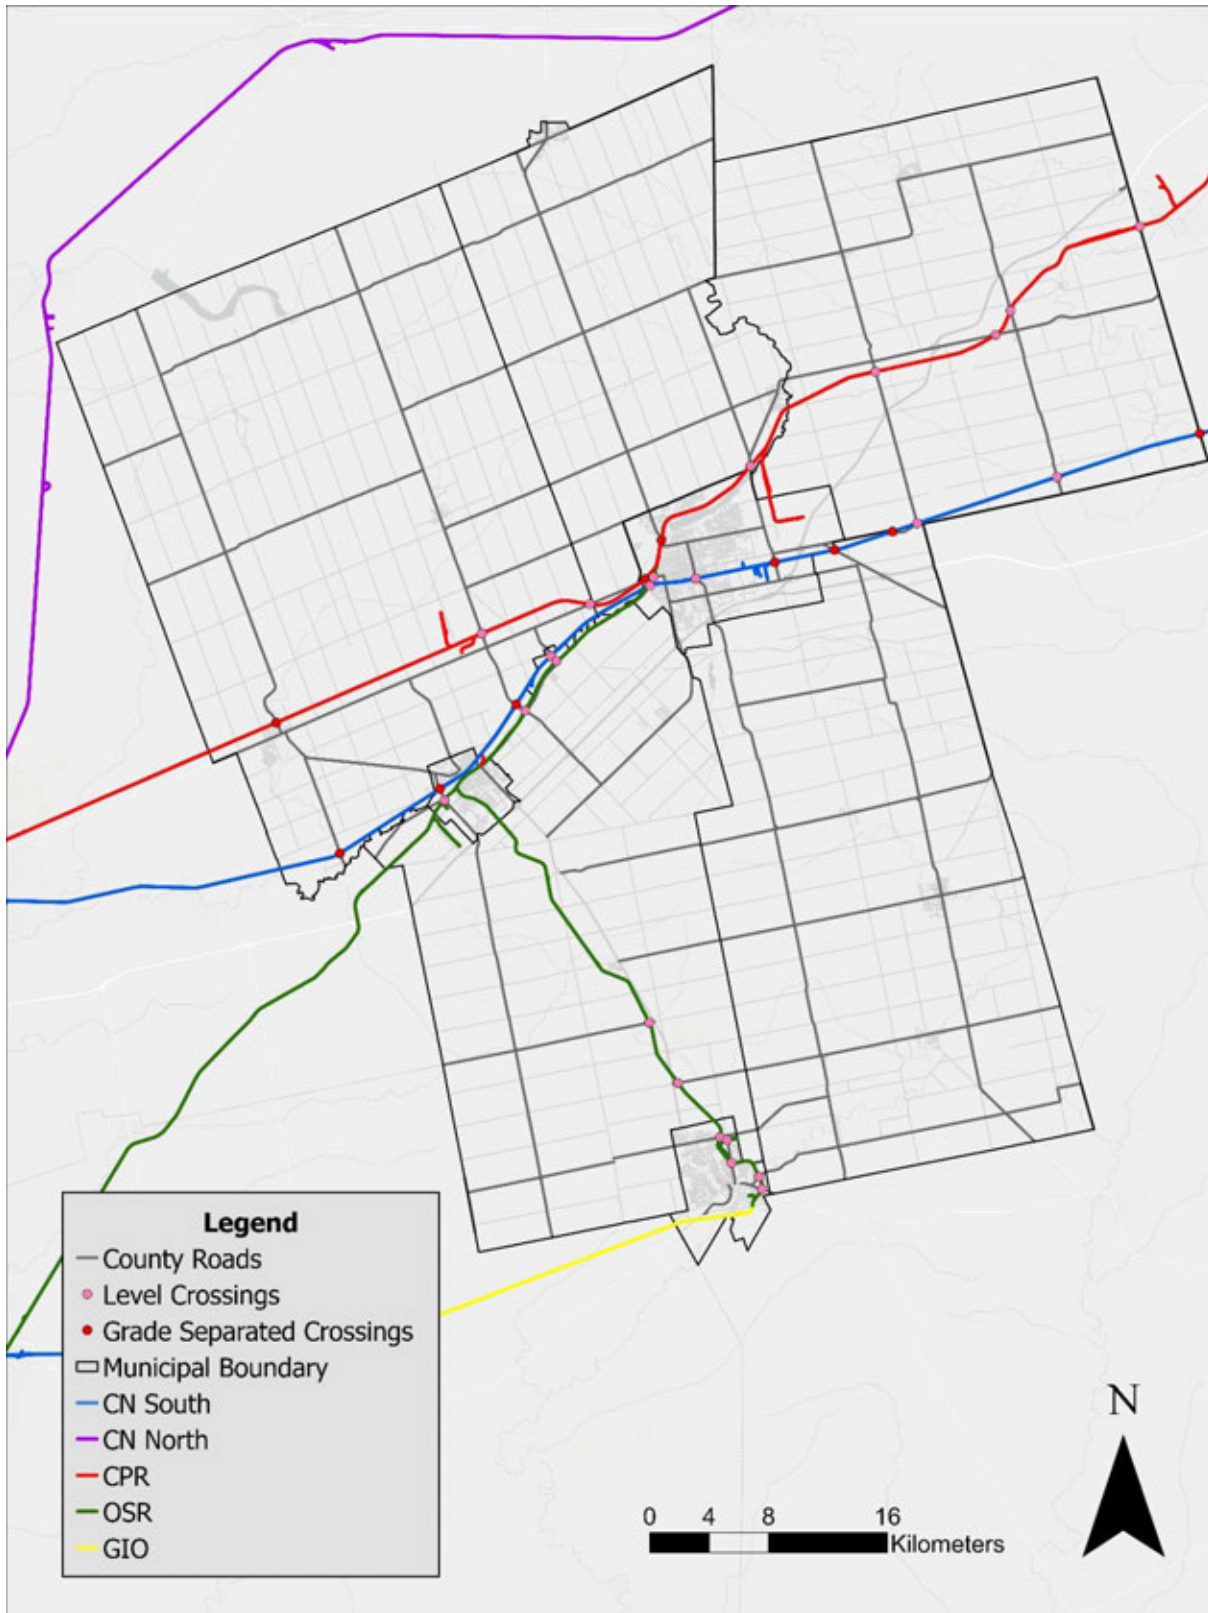 Legend
County Roads
Level Crossings
Grade Separated Crossings
Municipal Boundary
CN South
CN North
CPR
OSR
GIO
N
0 4 8 16
Kilometers